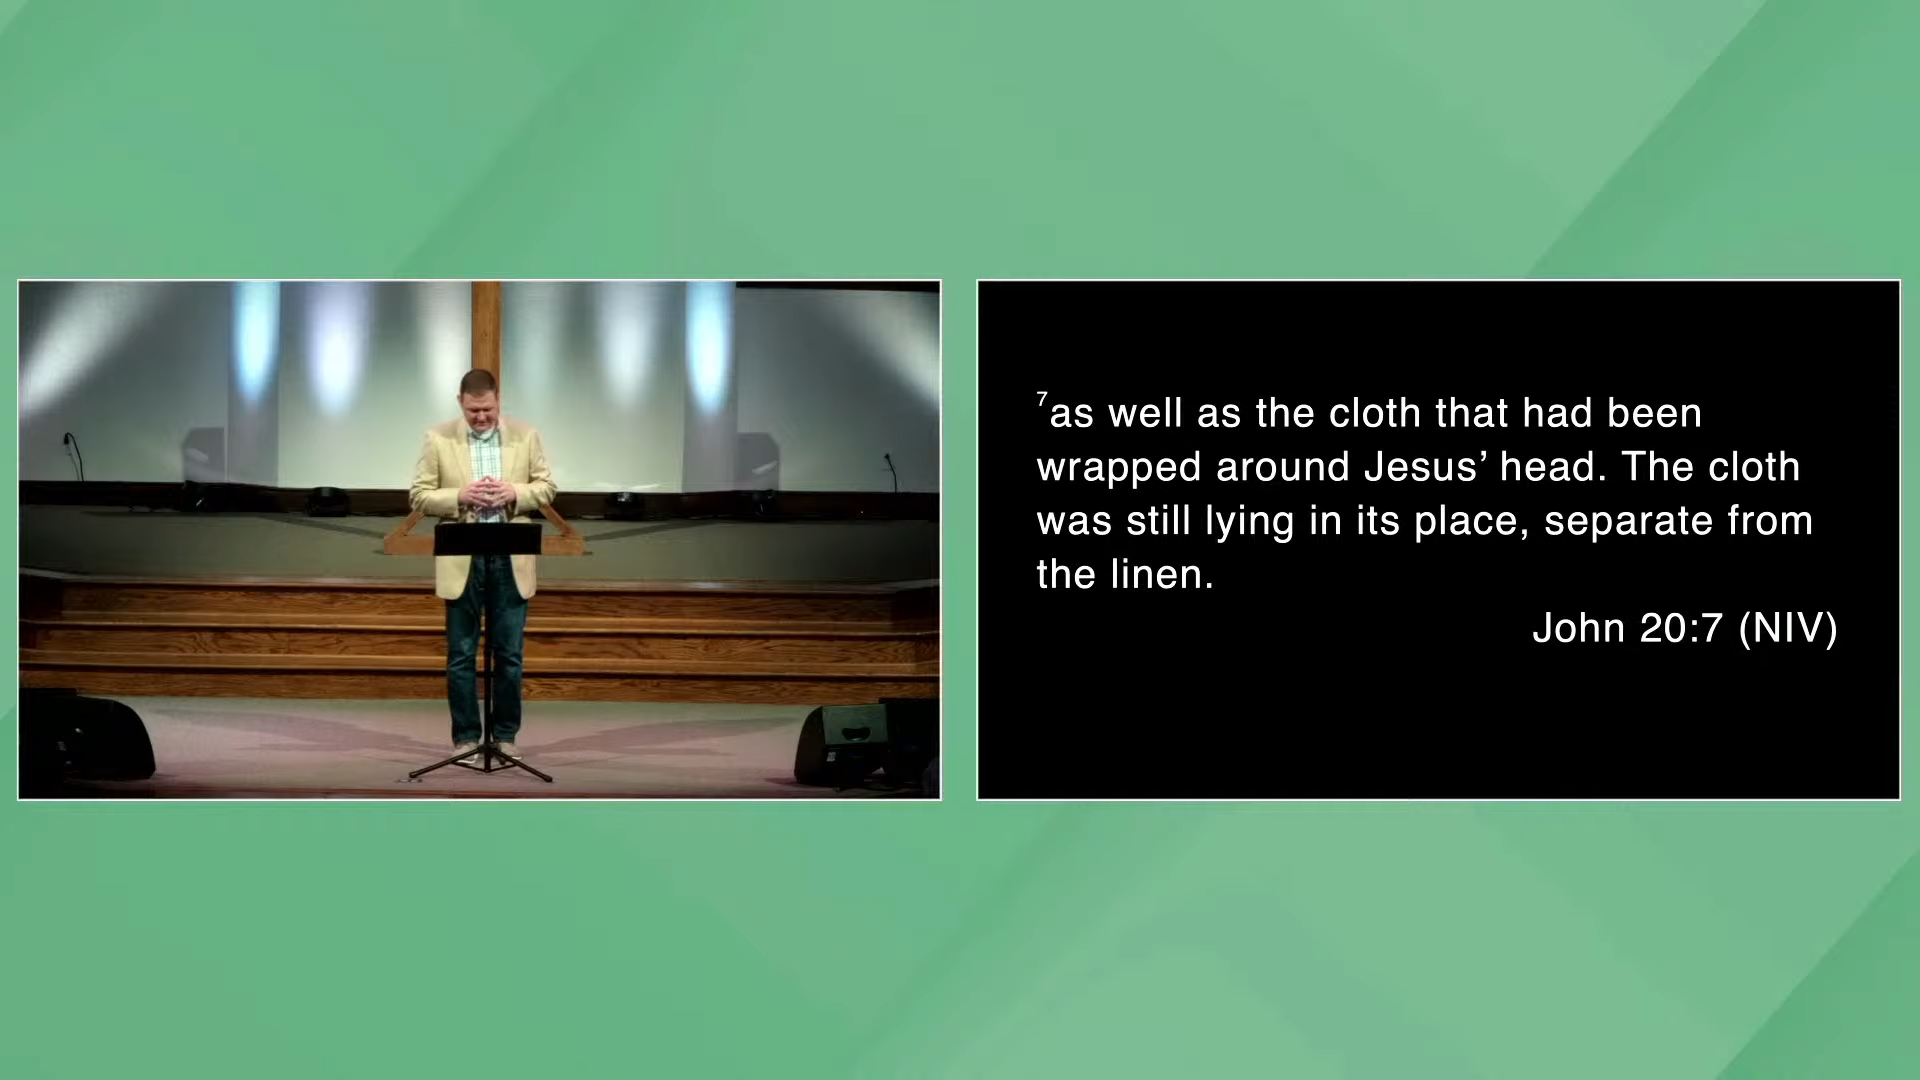 7as well as the cloth that had been
wrapped around Jesus’ head. The cloth
was still lying in its place, separate from
the linen.
John 20:7 (NIV)